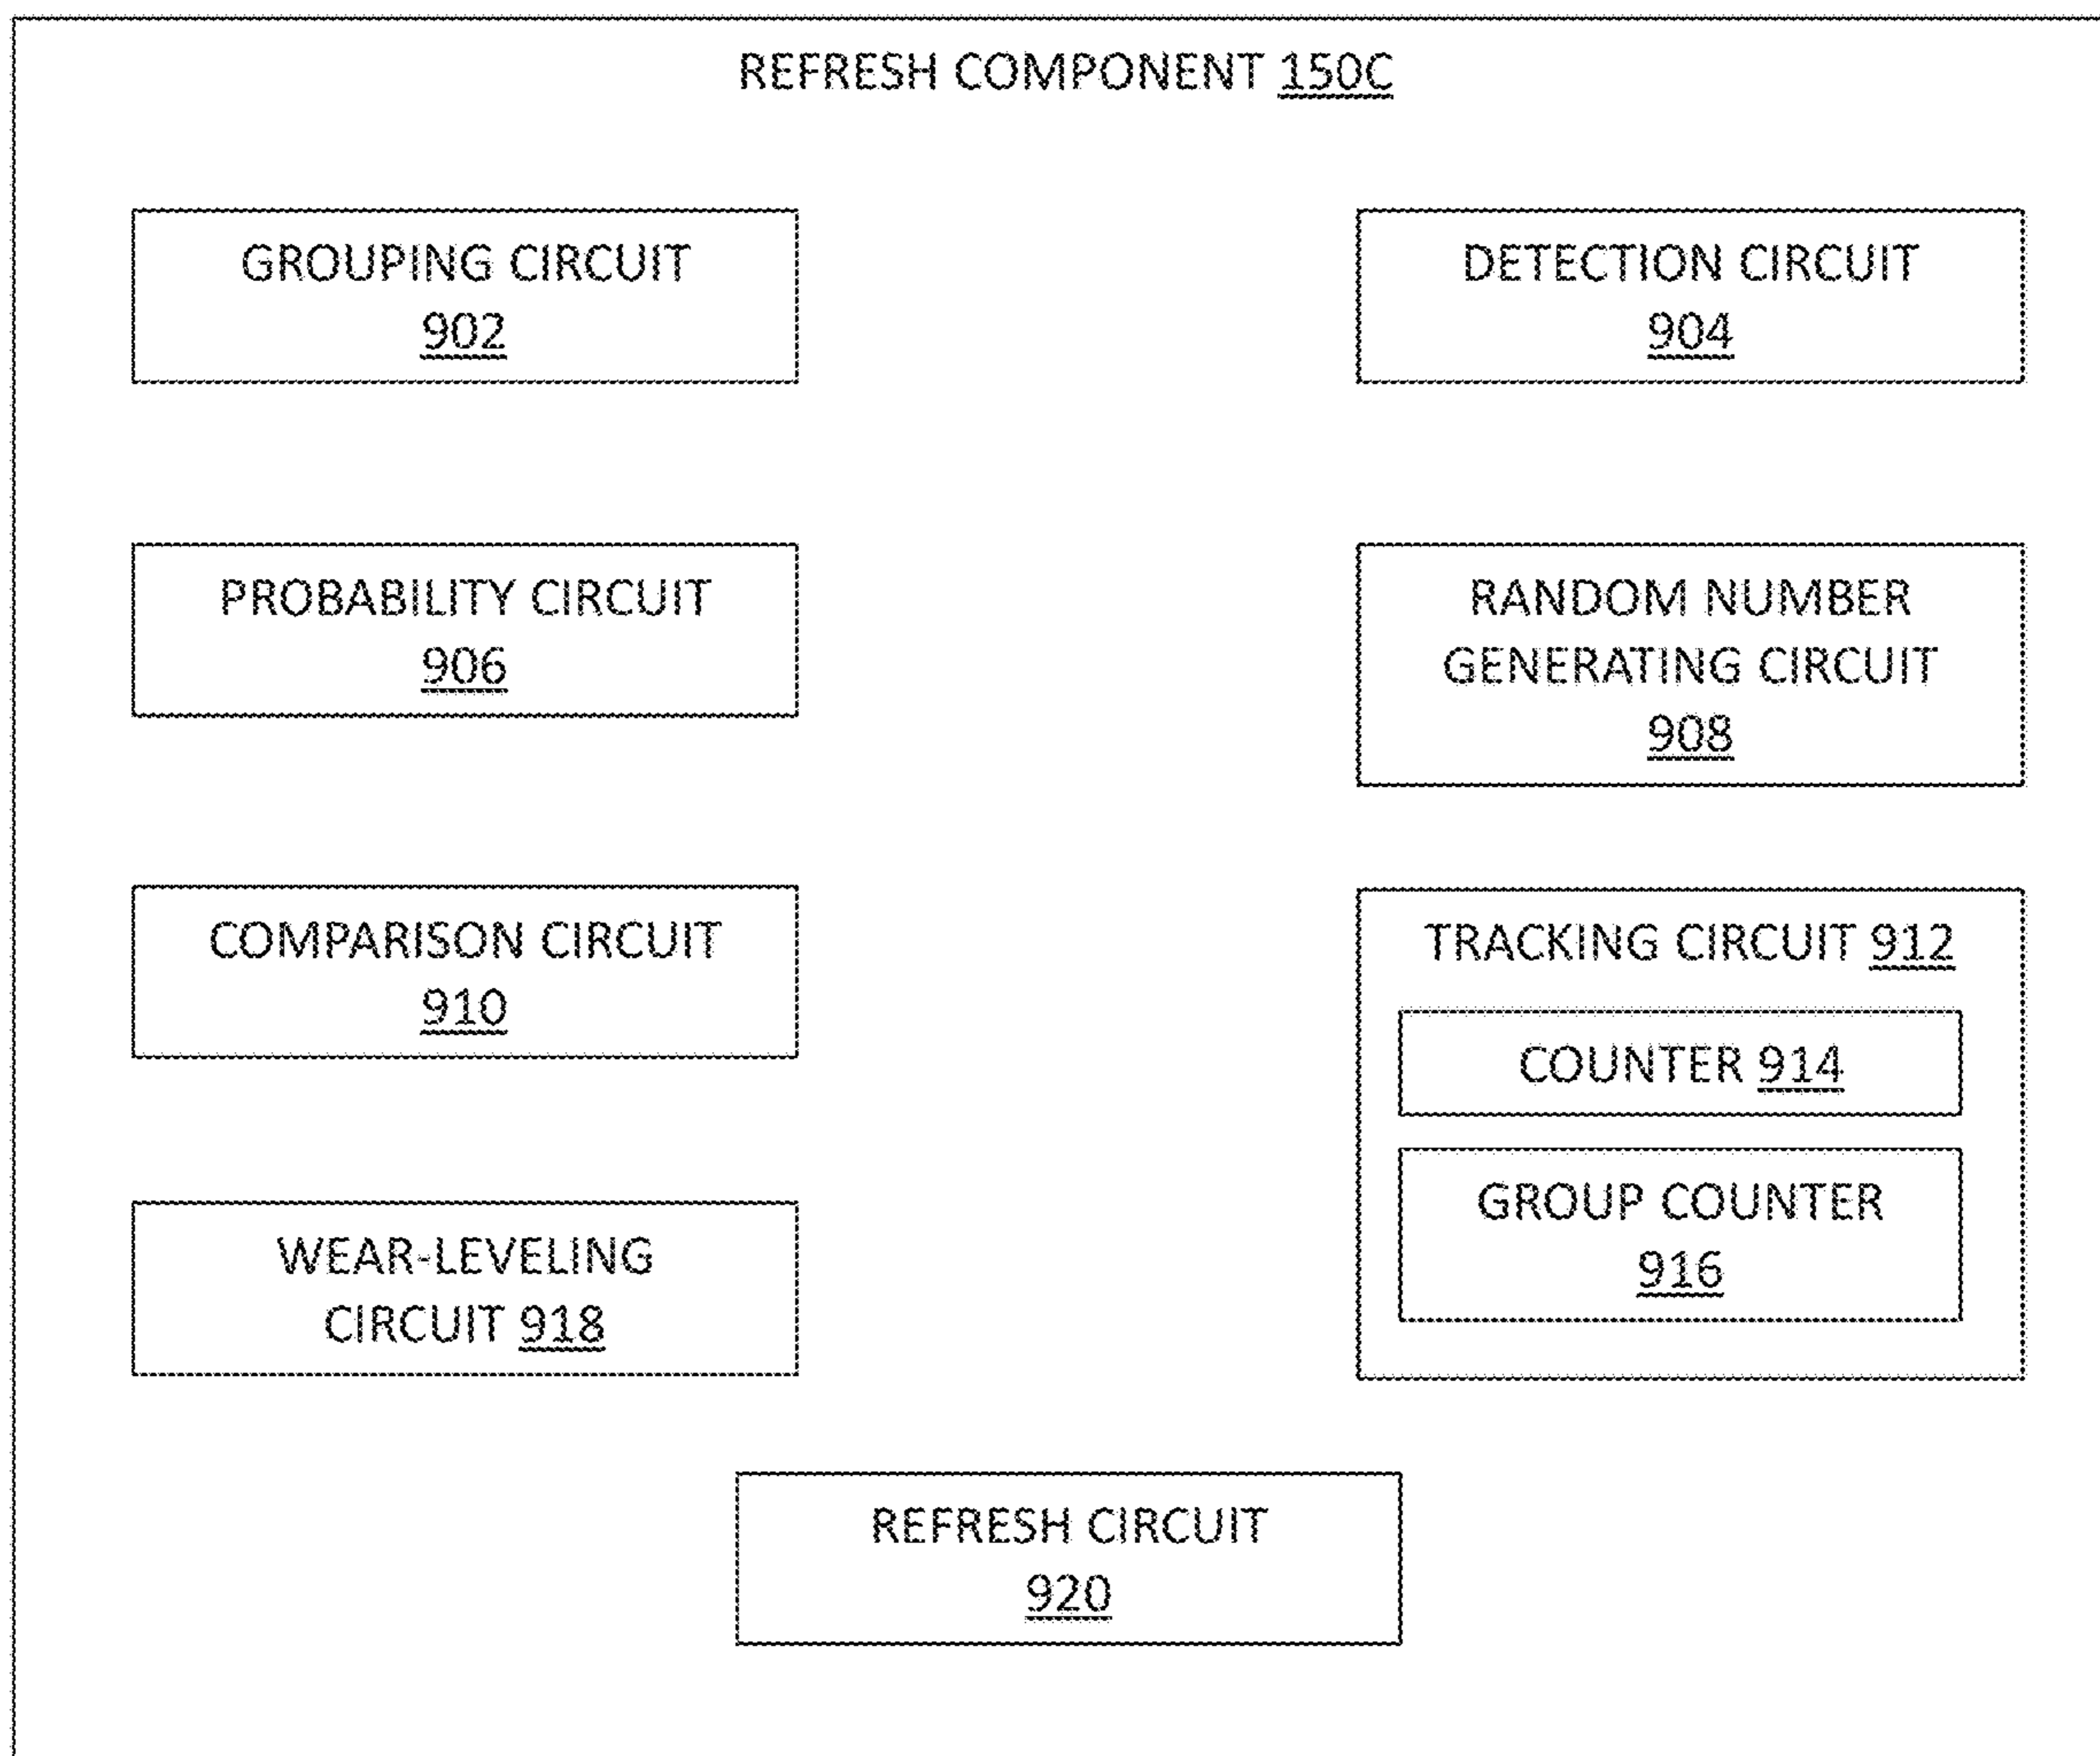 REFRESH COMPONENT 150C
GROUPING CIRCUIT
902
DETECTION CIRCUIT
904
PROBABILITY CIRCUIT
906
RANDOM NUMBER
GENERATING CIRCUIT
908
COMPARISON CIRCUIT
910
TRACKING CIRCUIT 912
COUNTER 914
GROUP COUNTER
916
WEAR-LEVELING
CIRCUIT 918
REFRESH CIRCUIT
920